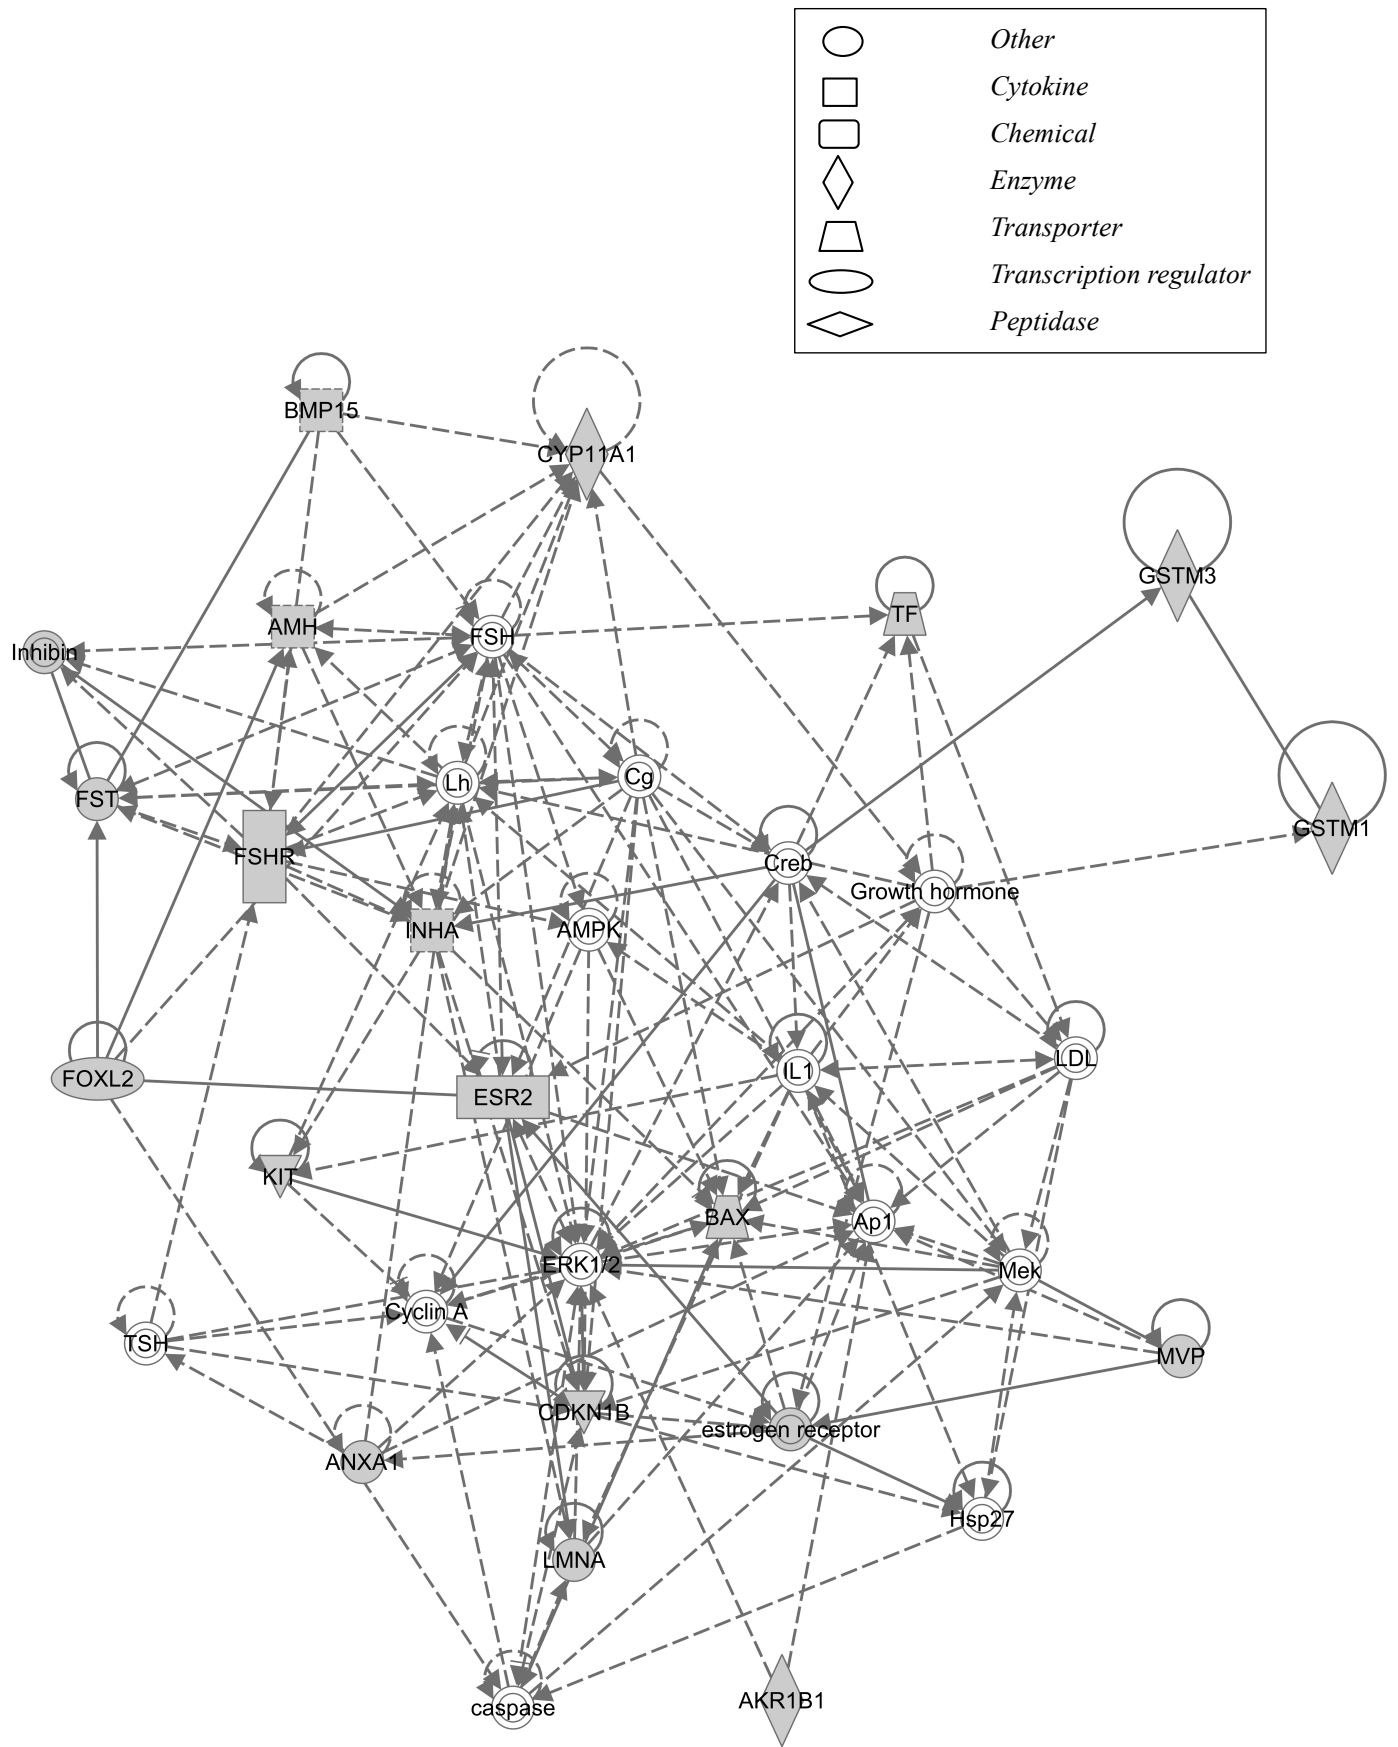 Other
Cytokine
Chemical
Enzyme
Transporter
Transcription regulator
Peptidase
BMP15
CYP11A1
GSTM3
TF
AMH
FSH
Inhibin
Lh
Cg
FST
GSTM1
FSHR
Creb
Growth hormone
INHA
AMPK
LDL
IL1
FOXL2
ESR2
KIT
BAX
Ap1
ERK1/2
Mek
Cyclin A
TSH
MVP
CDKN1B
estrogen receptor
ANXA1
Hsp27
LMNA
AKR1B1
caspase